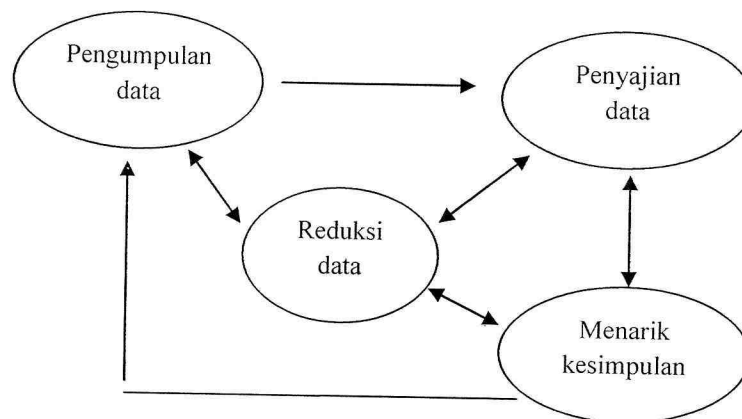 Pengumpulan
data
Penyajian
data
Reduksi
data
Menarik
kesimpulan